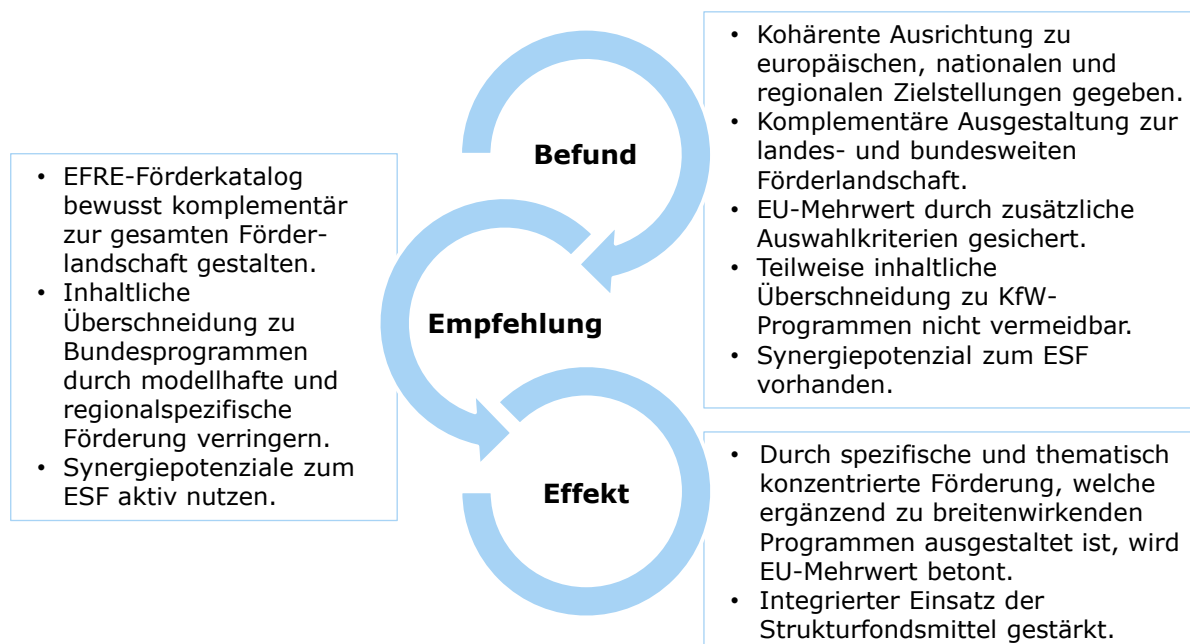 Befund
• Kohärente Ausrichtung zu
europäischen, nationalen und
regionalen Zielstellungen gegeben.
• Komplementäre Ausgestaltung zur
landes- und bundesweiten
Förderlandschaft.
• EU-Mehrwert durch zusätzliche
Auswahlkriterien gesichert.
• Teilweise inhaltliche
Überschneidung zu KfW-
Programmen nicht vermeidbar.
• Synergiepotenzial zum ESF
vorhanden.
Empfehlung
• EFRE-Förderkatalog
bewusst komplementär
zur gesamten Förder-
landschaft gestalten.
• Inhaltliche
Überschneidung zu
Bundesprogrammen
durch modellhafte und
regionalspezifische
Förderung verringern.
• Synergiepotenziale zum
ESF aktiv nutzen.
Effekt
• Durch spezifische und thematisch
konzentrierte Förderung, welche
ergänzend zu breitenwirkenden
Programmen ausgestaltet ist, wird
EU-Mehrwert betont.
• Integrierter Einsatz der
Strukturfondsmittel gestärkt.